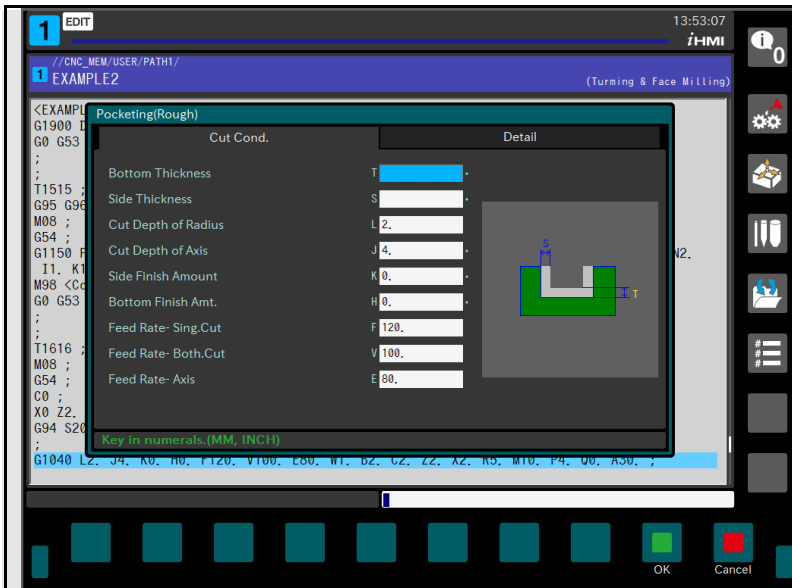 1 EDIT
13:53:07
iHMI
0
//CNC_MEM/USER/PATH1/
1 EXAMPLE2
(Turming & Face Milling)
<EXAMPL
G1900 D
G0 G53
;
;
T1515 ;
G95 G96
M08 ;
G54 ;
G1150 F
N2.
I1. K1
M98 <Co
G0 G53
;
;
T1616 ;
M08 ;
G54 ;
C0 ;
X0 Z2.
G94 S20
;
G1040 L2. J4. K0. H0. F120. V100. E80. W1. B2. C2. Z2. X2. R5. M10. P4. Q0. A30. ;
Pocketing(Rough)
Cut Cond.
Detail
Bottom Thickness T
Side Thickness S
Cut Depth of Radius L 2.
Cut Depth of Axis J 4.
Side Finish Amount K 0.
Bottom Finish Amt. H 0.
Feed Rate- Sing.Cut F 120.
Feed Rate- Both.Cut V 100.
Feed Rate- Axis E 80.
S
T
Key in numerals.(MM, INCH)
OK
Cancel